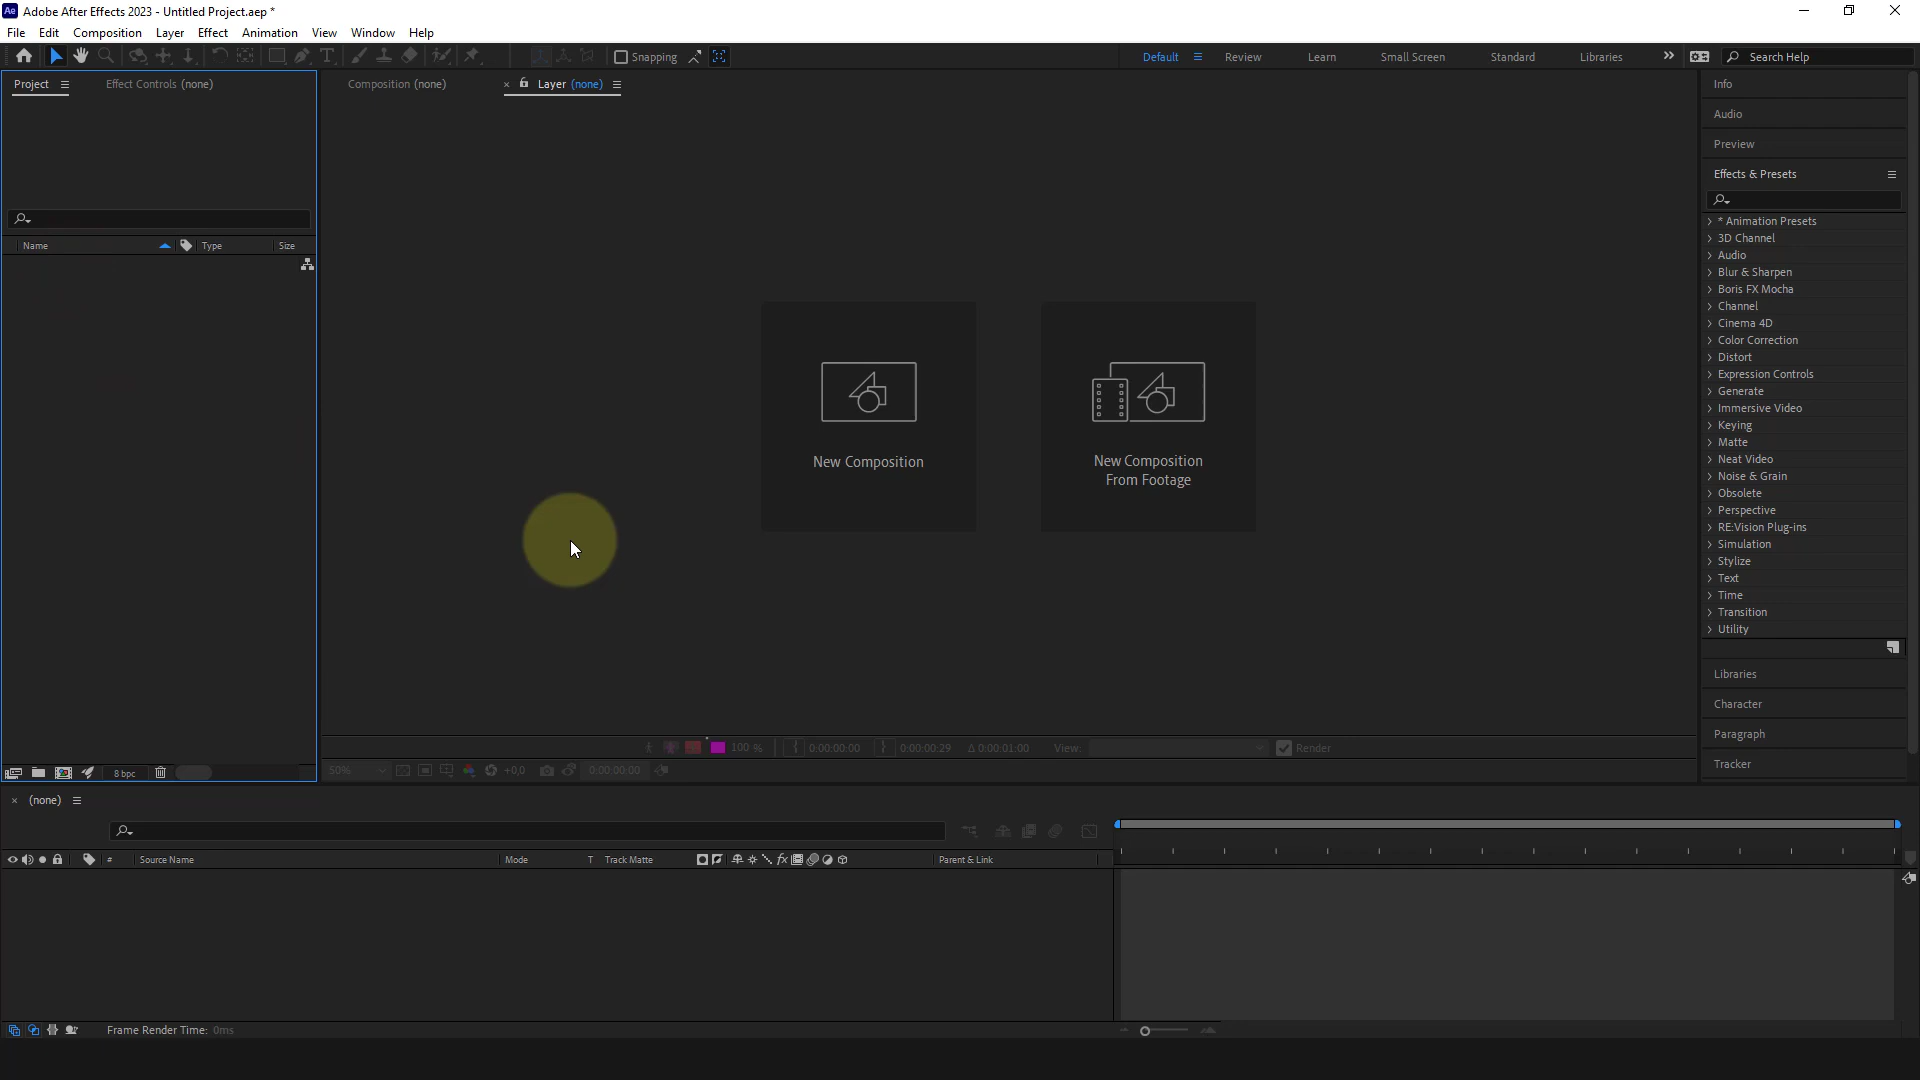 Ae Adobe After Effects 2023 - Untitled Project.aep *
File Edit Composition Layer Effect Animation View Window Help
Snapping Default Review Learn Small Screen Standard Libraries Search Help
Project Effect Controls (none) Composition (none) Layer (none)
Info
Audio
Preview
Effects & Presets
Name Type Size
* Animation Presets
3D Channel
Audio
Blur & Sharpen
Boris FX Mocha
Channel
Cinema 4D
Color Correction
Distort
Expression Controls
Generate
Immersive Video
Keying
Matte
Neat Video
Noise & Grain
Obsolete
Perspective
RE:Vision Plug-ins
Simulation
Stylize
Text
Time
Transition
Utility
Libraries
Character
Paragraph
Tracker
New Composition
New Composition
From Footage
100 % 0:00:00:00 0:00:00:29 Δ 0:00:01:00 View: Render
8 bpc 50% +0,0 0:00:00:00
(none)
# Source Name Mode T Track Matte fx Parent & Link
Frame Render Time: 0ms